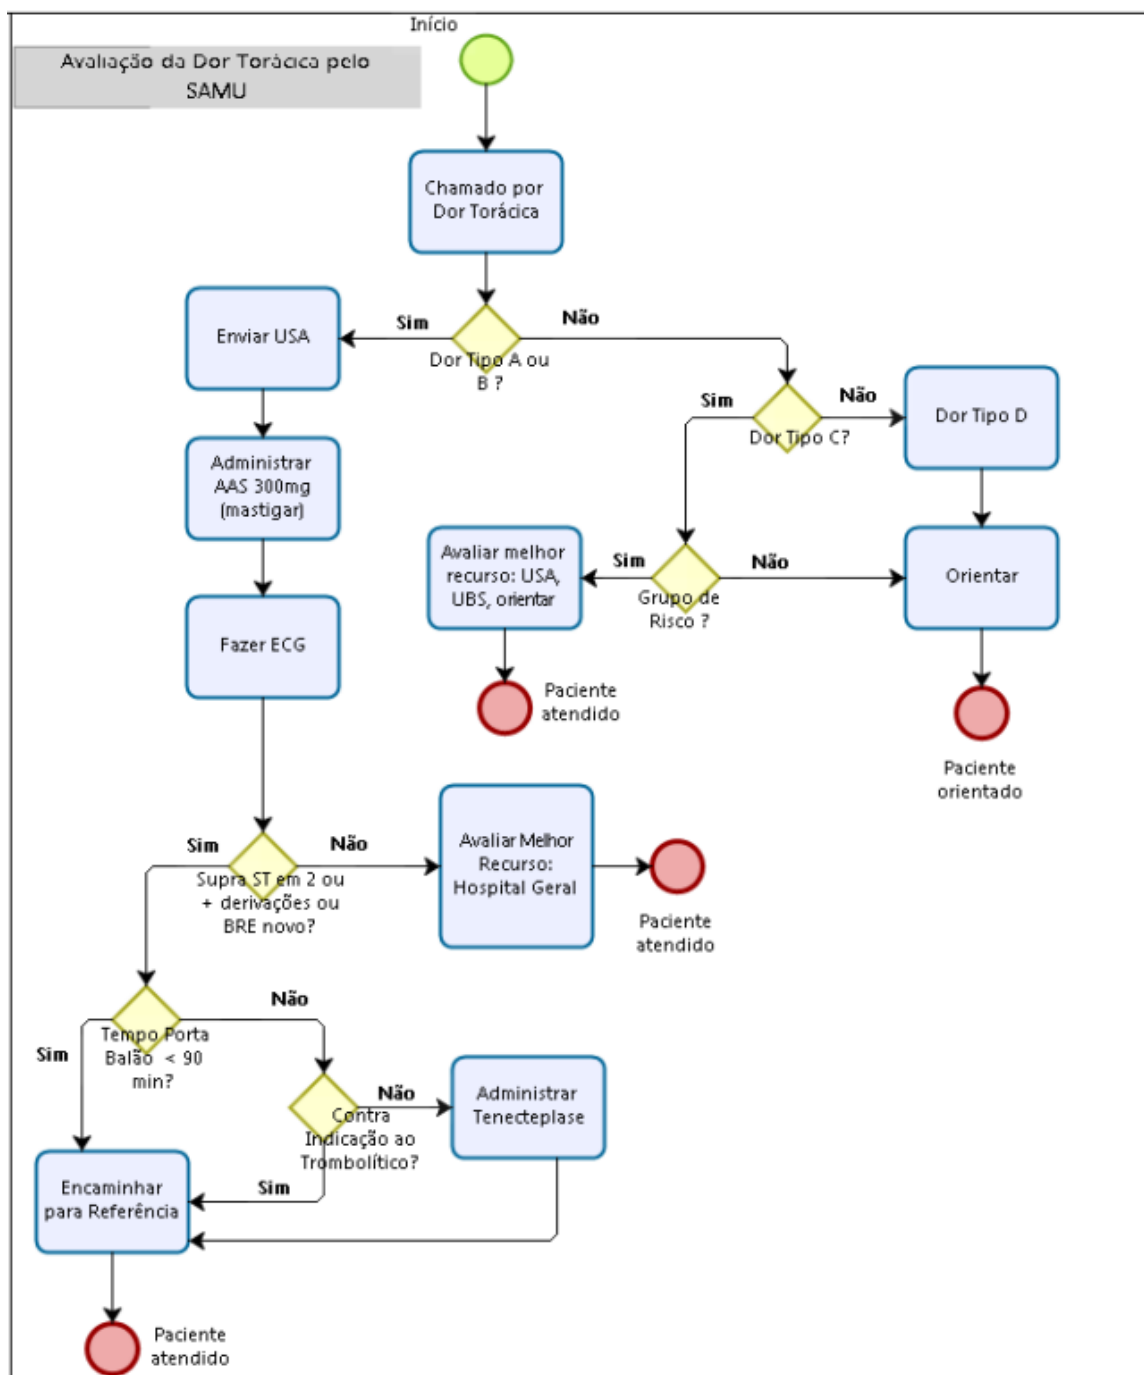 Início
Avaliação da Dor Torácica pelo
SAMU
Chamado por
Dor Torácica
Enviar USA
Sim
Não
Dor Tipo A ou
B ?
Sim
Não
Dor Tipo C?
Dor Tipo D
Administrar
AAS 300mg
(mastigar)
Avaliar melhor
recurso: USA,
UBS, orientar
Sim
Não
Grupo de
Risco ?
Orientar
Fazer ECG
Paciente
atendido
Paciente
orientado
Sim
Não
Supra ST em 2 ou
+ derivações ou
BRE novo?
Avaliar Melhor
Recurso:
Hospital Geral
Paciente
atendido
Não
Sim
Tempo Porta
Balão < 90
min?
Não
Contra
Indicação ao
Trombolítico?
Administrar
Tenecteplase
Sim
Encaminhar
para Referência
Paciente
atendido